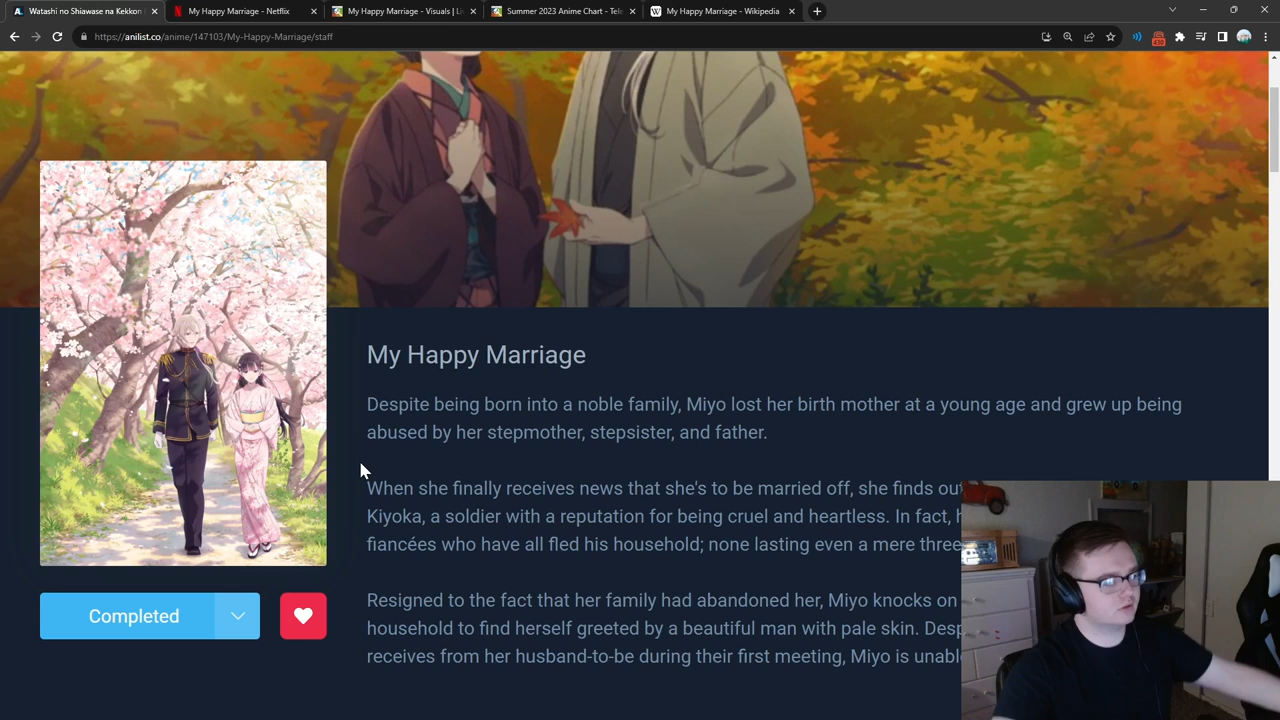 Watashi no Shiawase na Kekkon
My Happy Marriage - Netflix
My Happy Marriage - Visuals | Li
Summer 2023 Anime Chart - Tele
My Happy Marriage - Wikipedia
https://anilist.co/anime/147103/My-Happy-Marriage/staff
My Happy Marriage
Despite being born into a noble family, Miyo lost her birth mother at a young age and grew up being
abused by her stepmother, stepsister, and father.
When she finally receives news that she's to be married off, she finds out
Kiyoka, a soldier with a reputation for being cruel and heartless. In fact, h
fiancées who have all fled his household; none lasting even a mere three
Resigned to the fact that her family had abandoned her, Miyo knocks on
household to find herself greeted by a beautiful man with pale skin. Desp
receives from her husband-to-be during their first meeting, Miyo is unabl
Completed